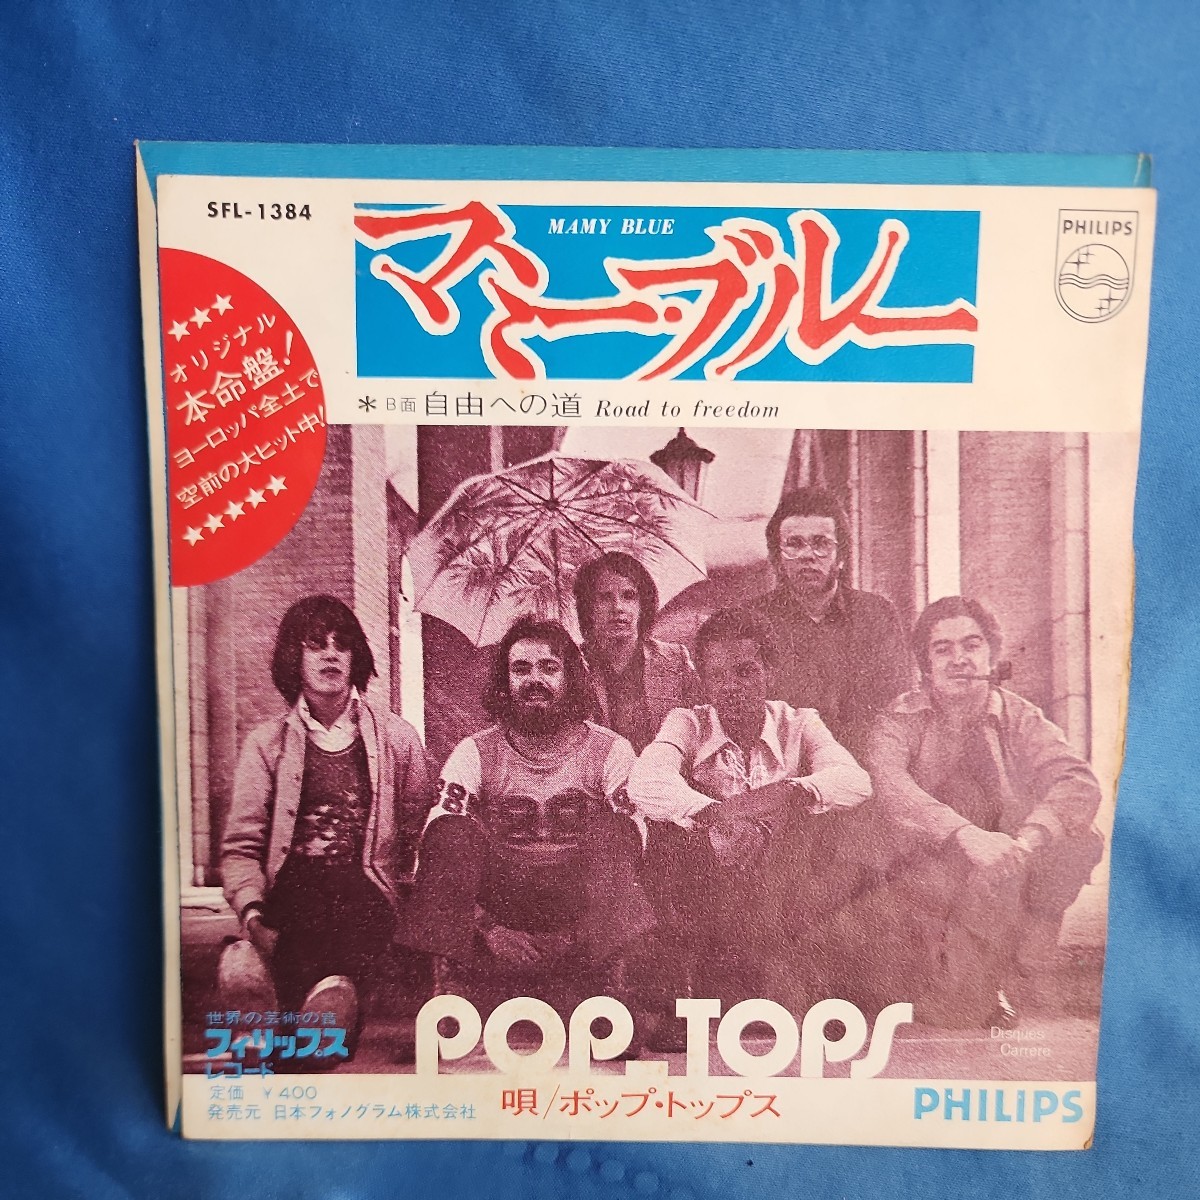 SFL-1384
MAMY BLUE
マミー・ブルー
PHILIPS
オリジナル
本命盤!
ヨーロッパ全土で
空前の大ヒット中!
*B面 自由への道 Road to freedom
88
世界の芸術の音
フィリップス
レコード
POP-TOPS
Disques
Carrere
定価 ¥400
発売元 日本フォノグラム株式会社
唄/ポップ・トップス
PHILIPS